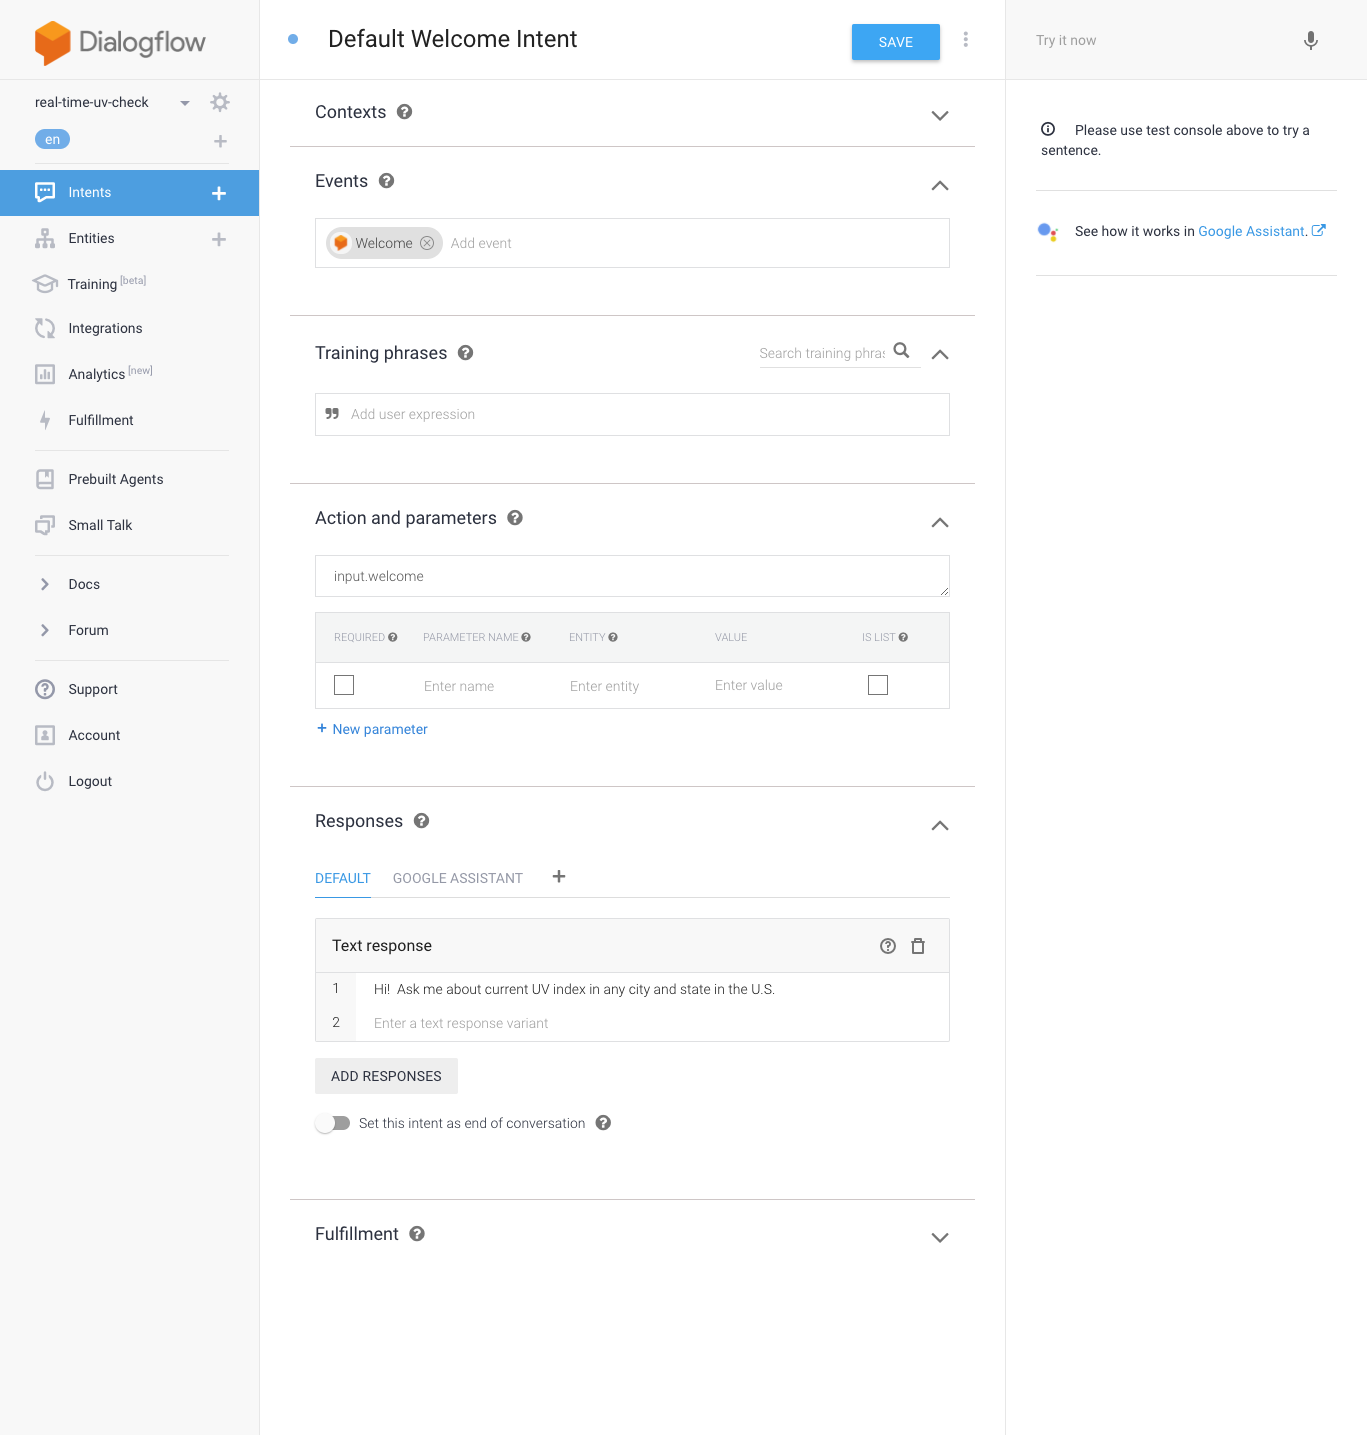 Dialogflow
real-time-uv-check
en
Intents
Entities
Training [beta]
Integrations
Analytics [new]
Fulfillment
Prebuilt Agents
Small Talk
Docs
Forum
Support
Account
Logout
Default Welcome Intent
SAVE
Contexts
Events
Welcome Add event
Training phrases
Search training phras
Add user expression
Action and parameters
input.welcome
REQUIRED PARAMETER NAME ENTITY VALUE IS LIST
Enter name Enter entity Enter value
+ New parameter
Responses
DEFAULT GOOGLE ASSISTANT
Text response
1 Hi!  Ask me about current UV index in any city and state in the U.S.
2 Enter a text response variant
ADD RESPONSES
Set this intent as end of conversation
Fulfillment
Try it now
Please use test console above to try a
sentence.
See how it works in Google Assistant.